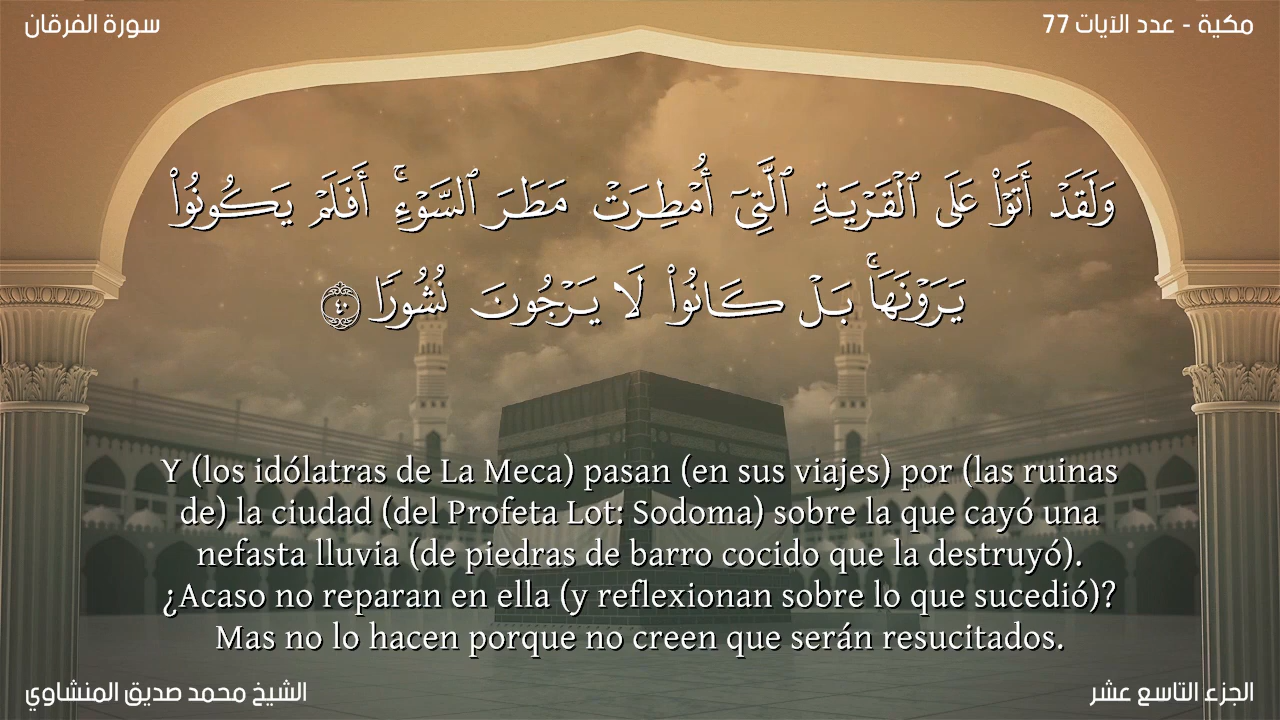 سورة الفرقان
مكية - عدد الآيات 77
وَلَقَدْ أَتَوْا۟ عَلَى ٱلْقَرْيَةِ ٱلَّتِىٓ أُمْطِرَتْ مَطَرَ ٱلسَّوْءِ ۚ أَفَلَمْ يَكُونُوا۟
يَرَوْنَهَا ۚ بَلْ كَانُوا۟ لَا يَرْجُونَ نُشُورًا ٤٠
Y (los idólatras de La Meca) pasan (en sus viajes) por (las ruinas
de) la ciudad (del Profeta Lot: Sodoma) sobre la que cayó una
nefasta lluvia (de piedras de barro cocido que la destruyó).
¿Acaso no reparan en ella (y reflexionan sobre lo que sucedió)?
Mas no lo hacen porque no creen que serán resucitados.
الشيخ محمد صديق المنشاوي
الجزء التاسع عشر